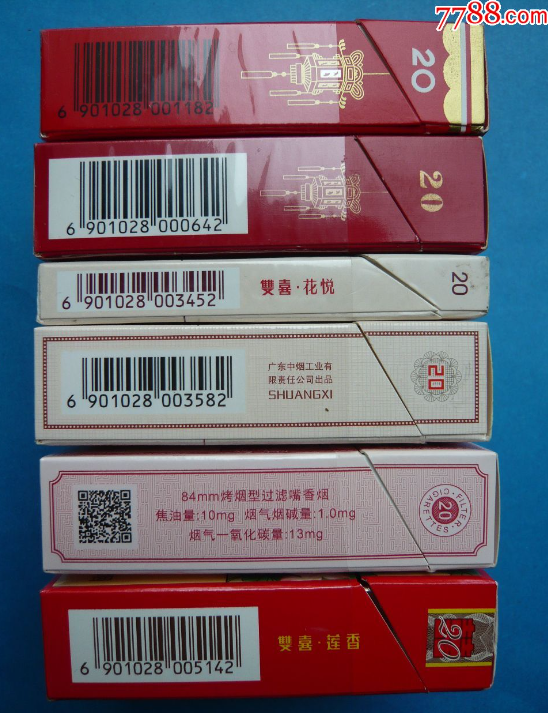 7788.com
20
6 901028 001182
20
6 901028 000642
6 901028 003452
雙喜·花悦
20
6 901028 003582
广东中烟工业有
限责任公司出品
SHUANGXI
20
84mm烤烟型过滤嘴香烟
焦油量:10mg 烟气烟碱量:1.0mg
烟气一氧化碳量:13mg
FILTER
20
CIGARETTES
6 901028 005142
雙喜·莲香
20